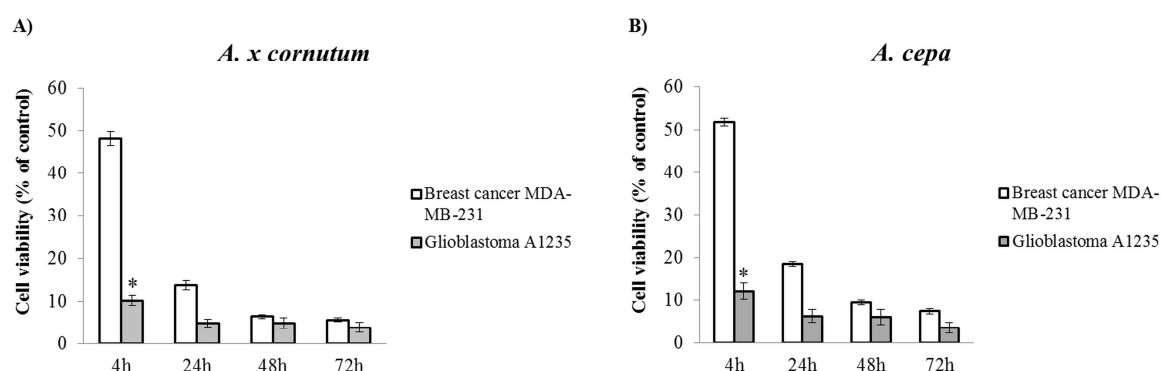 A)
A. x cornutum
Cell viability (% of control)
60
50
40
30
20
10
0
*
4h
24h
48h
72h
Breast cancer MDA-
MB-231
Glioblastoma A1235
B)
A. cepa
Cell viability (% of control)
60
50
40
30
20
10
0
*
4h
24h
48h
72h
Breast cancer MDA-
MB-231
Glioblastoma A1235